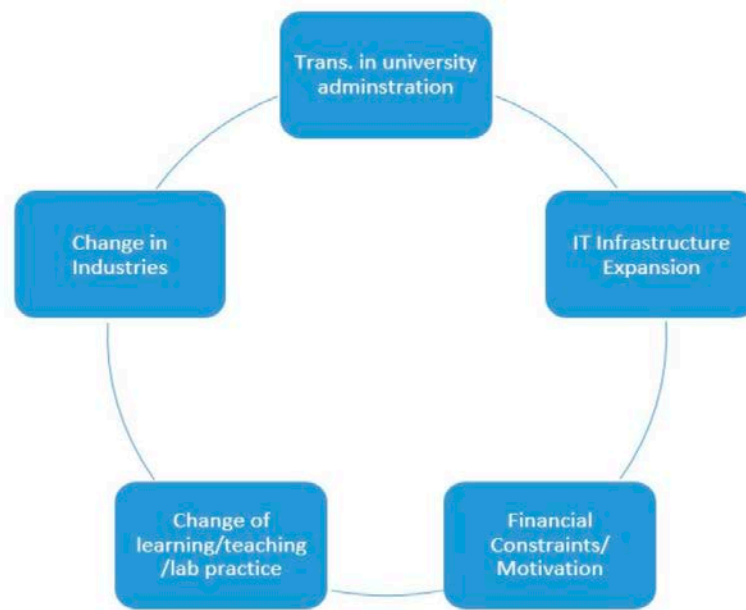 Trans. in university
adminstration
IT Infrastructure
Expansion
Financial
Constraints/
Motivation
Change of
learning/teaching
/lab practice
Change in
Industries